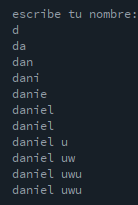 escribe tu nombre:
d
da
dan
dani
danie
daniel
daniel
daniel u
daniel uw
daniel uwu
daniel uwu